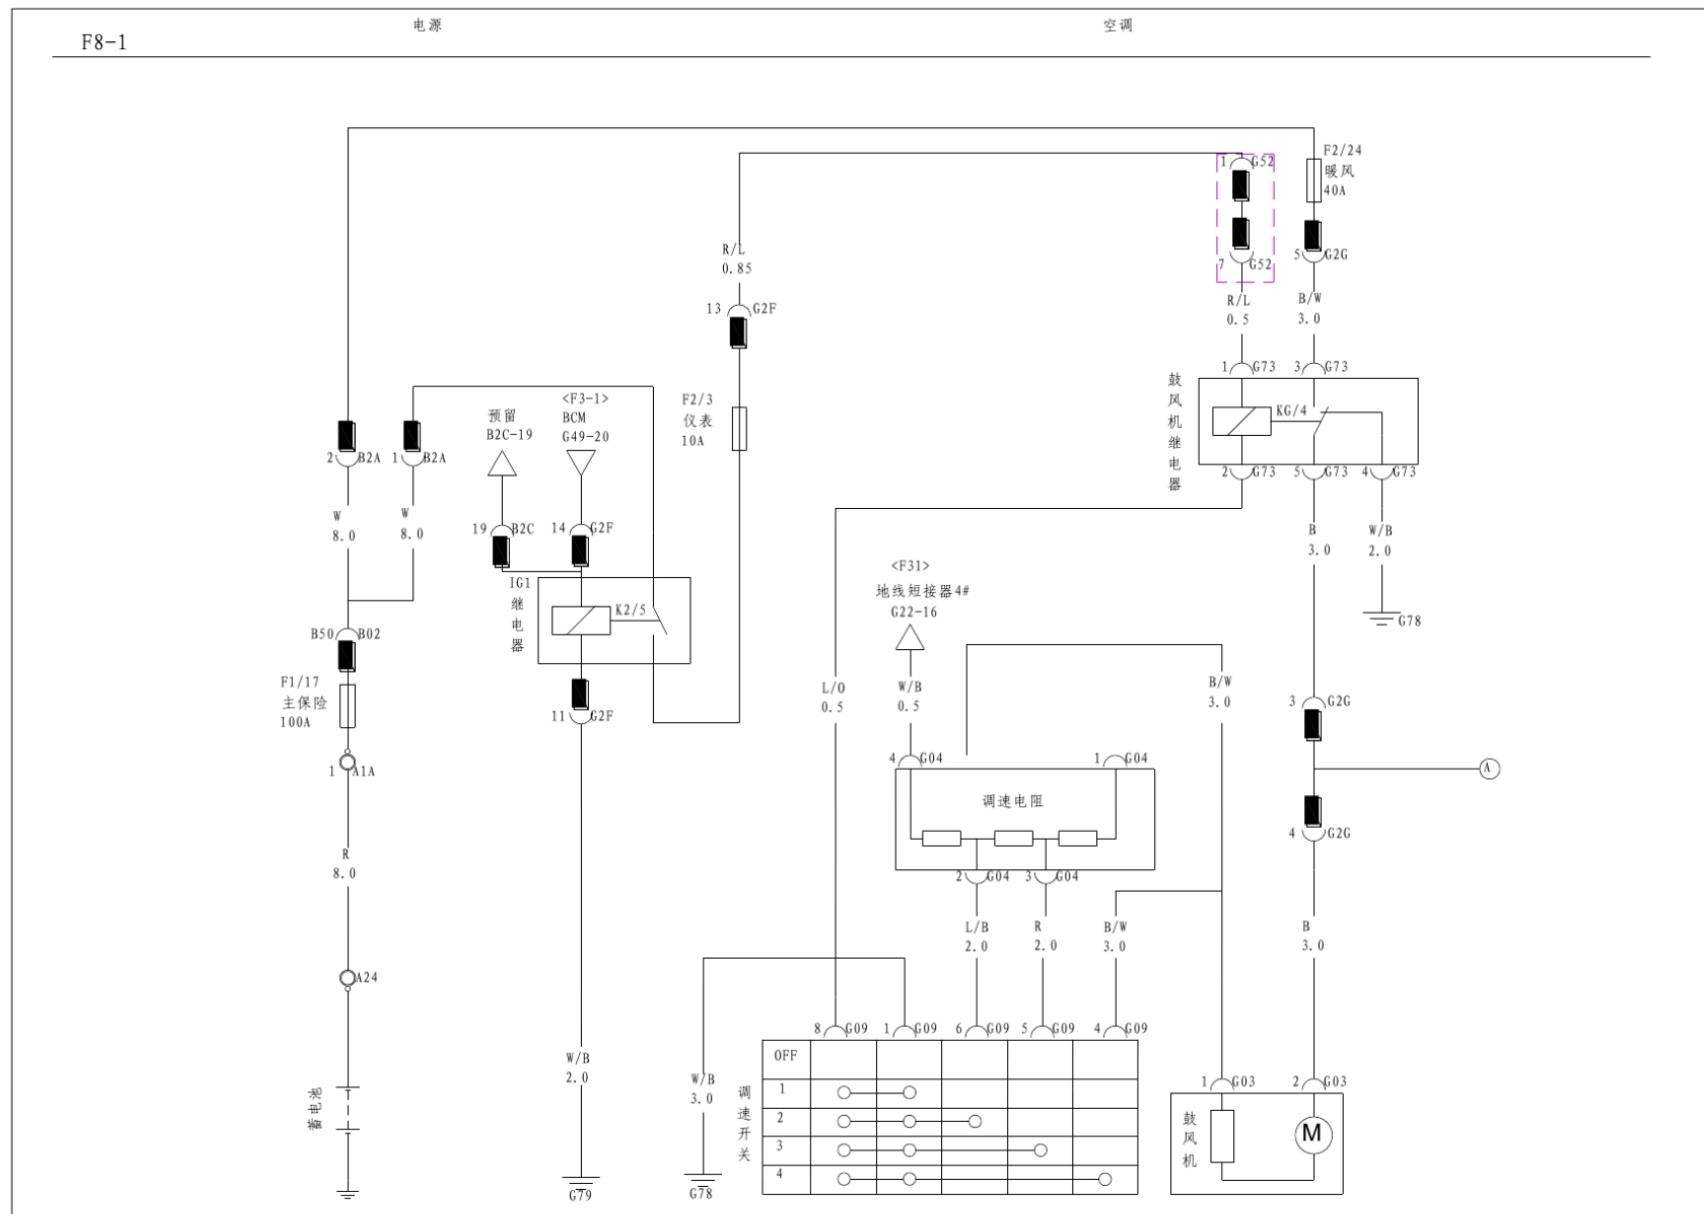 电源
空调
F8-1
F2/24
暖风
40A
1
G52
7
G52
5
G2G
R/L
0.85
R/L
0.5
B/W
3.0
13
G2F
1
G73
3
G73
鼓风机继电器
KG/4
2
G73
5
G73
4
G73
F2/3
仪表
10A
<F3-1>
BCM
G49-20
预留
B2C-19
2
B2A
1
B2A
W
8.0
W
8.0
19
B2C
14
G2F
B
3.0
W/B
2.0
IG1
继电器
K2/5
<F31>
地线短接器4#
G22-16
G78
B50
B02
F1/17
主保险
100A
L/O
0.5
W/B
0.5
B/W
3.0
3
G2G
11
G2F
1
A1A
4
G04
1
G04
A
调速电阻
4
G2G
R
8.0
2
G04
3
G04
L/B
2.0
R
2.0
B/W
3.0
B
3.0
A24
8
G09
1
G09
6
G09
5
G09
4
G09
W/B
2.0
W/B
3.0
OFF
1
2
3
4
调速开关
1
G03
2
G03
蓄电池
鼓风机
M
G79
G78